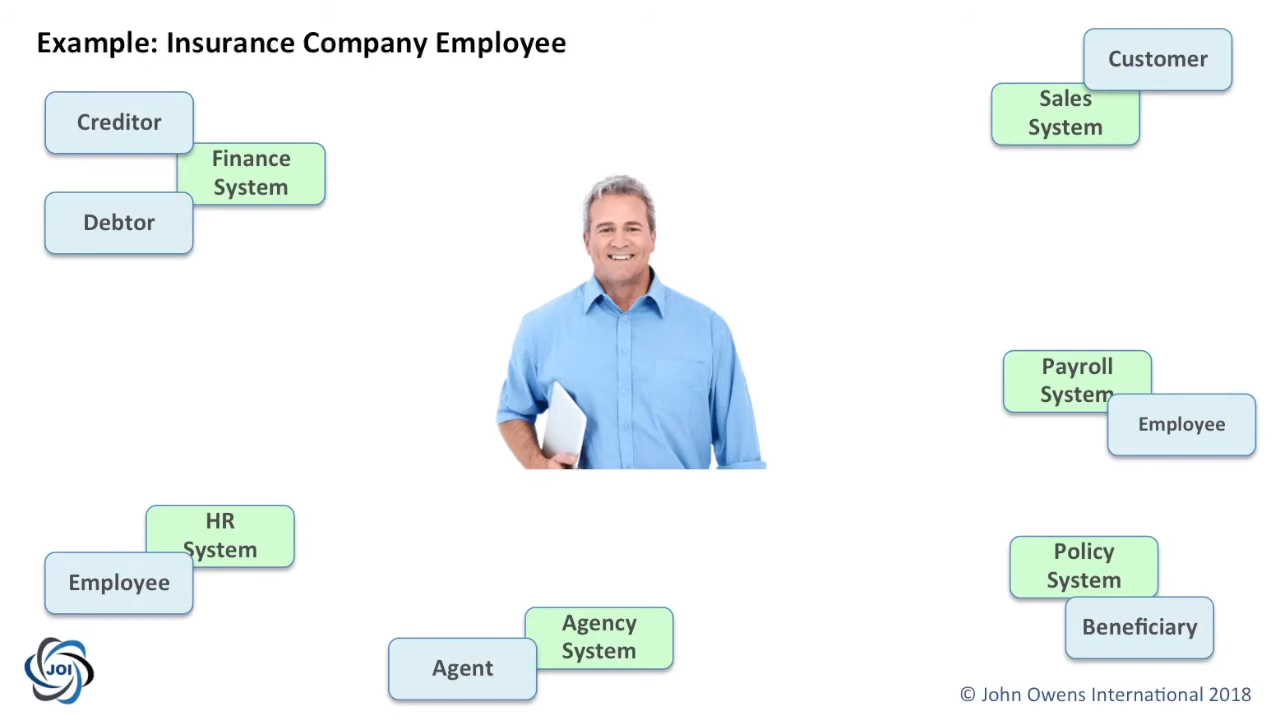 Example: Insurance Company Employee
Customer
Sales
System
Creditor
Finance
System
Debtor
Payroll
System
Employee
HR
System
Employee
Policy
System
Beneficiary
Agency
System
Agent
JOI
© John Owens International 2018